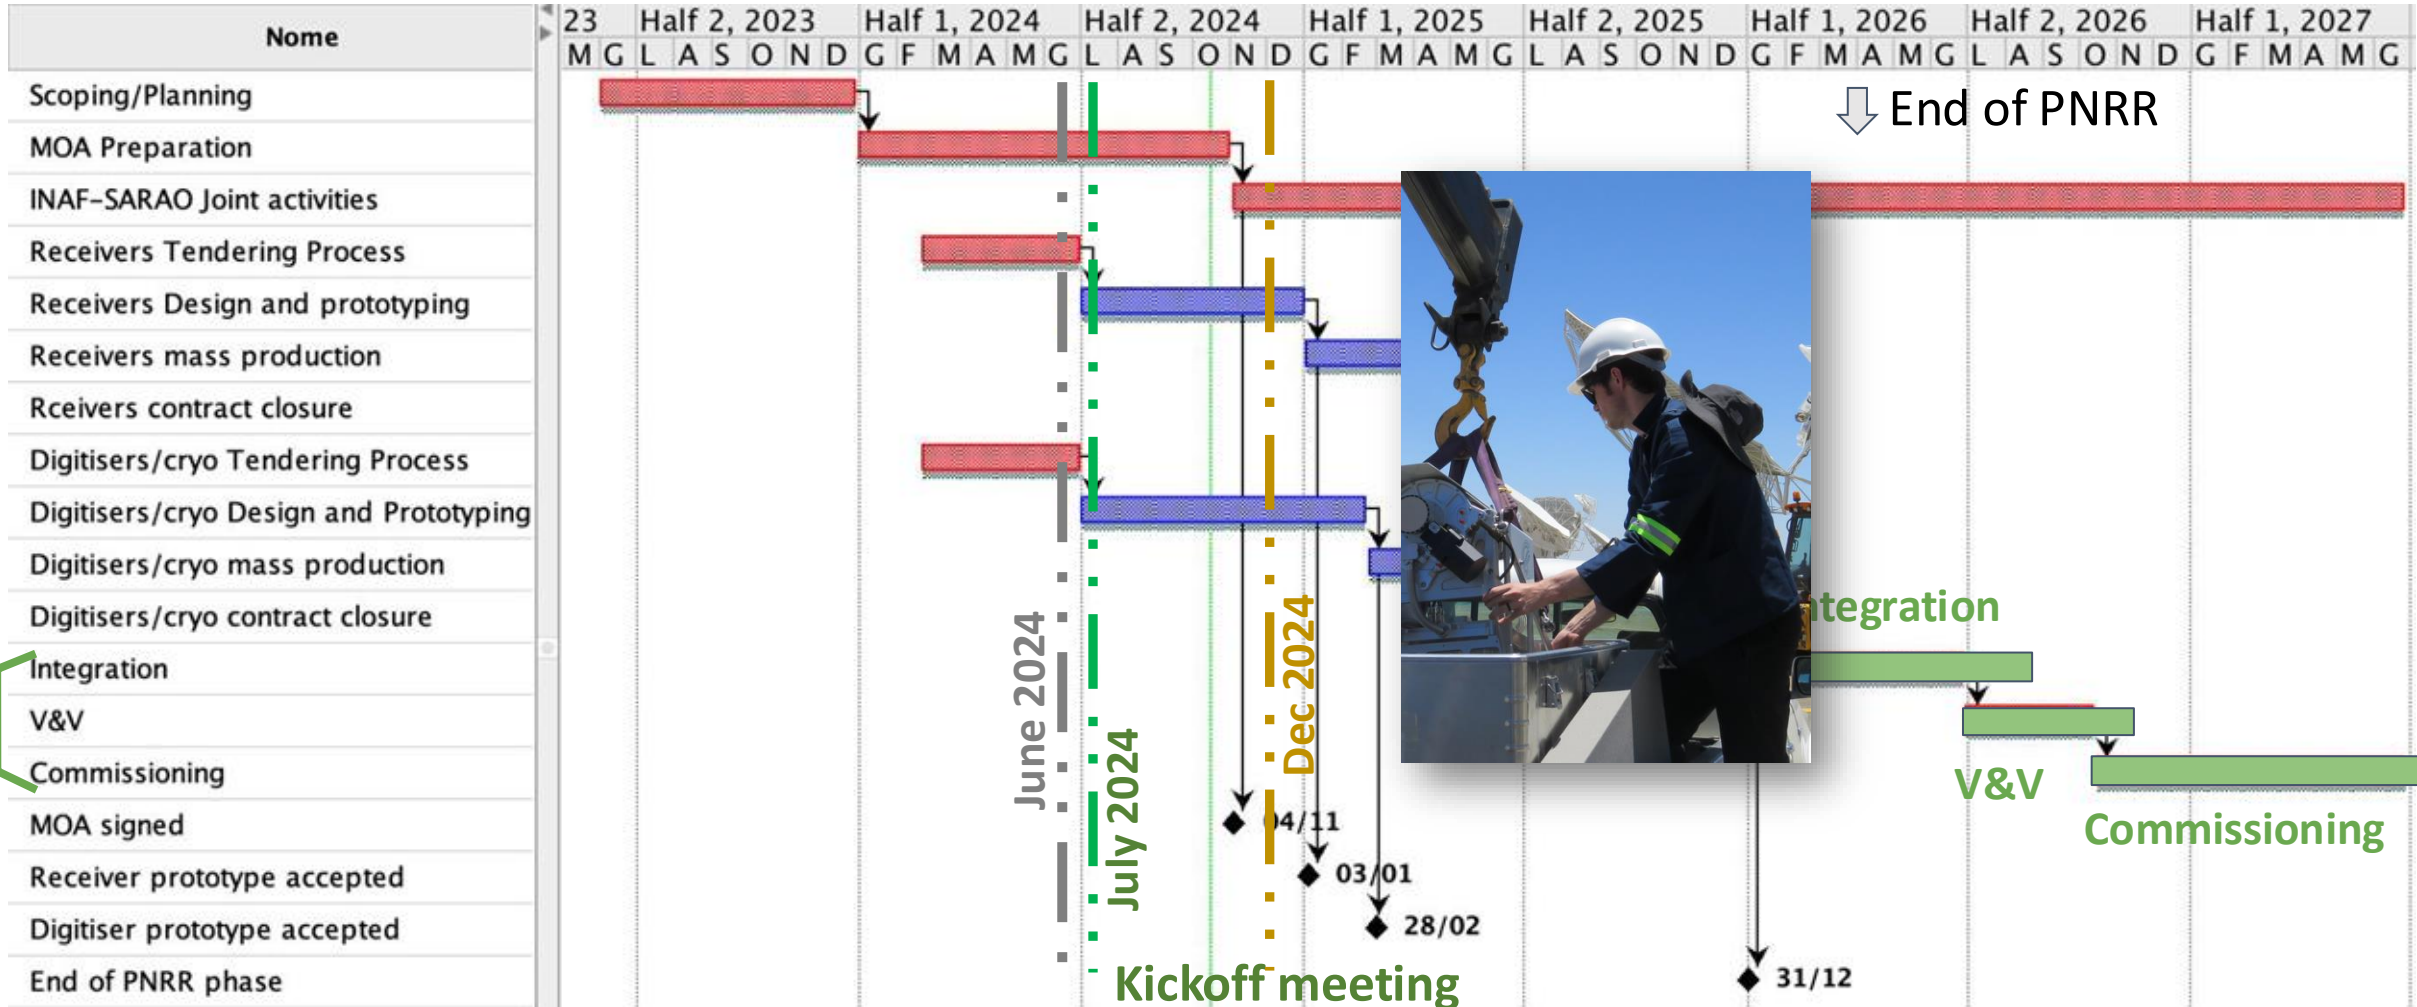 Nome
23 Half 2, 2023 Half 1, 2024 Half 2, 2024 Half 1, 2025 Half 2, 2025 Half 1, 2026 Half 2, 2026 Half 1, 2027
M G L A S O N D G F M A M G L A S O N D G F M A M G L A S O N D G F M A M G L A S O N D G F M A M G
Scoping/Planning
End of PNRR
MOA Preparation
INAF-SARAO Joint activities
Receivers Tendering Process
Receivers Design and prototyping
Receivers mass production
Rceivers contract closure
Digitisers/cryo Tendering Process
Digitisers/cryo Design and Prototyping
Digitisers/cryo mass production
Digitisers/cryo contract closure
ntegration
Integration
V&V
Commissioning
June 2024
July 2024
Dec 2024
V&V
Commissioning
MOA signed
04/11
Receiver prototype accepted
03/01
Digitiser prototype accepted
28/02
End of PNRR phase
31/12
Kickoff meeting